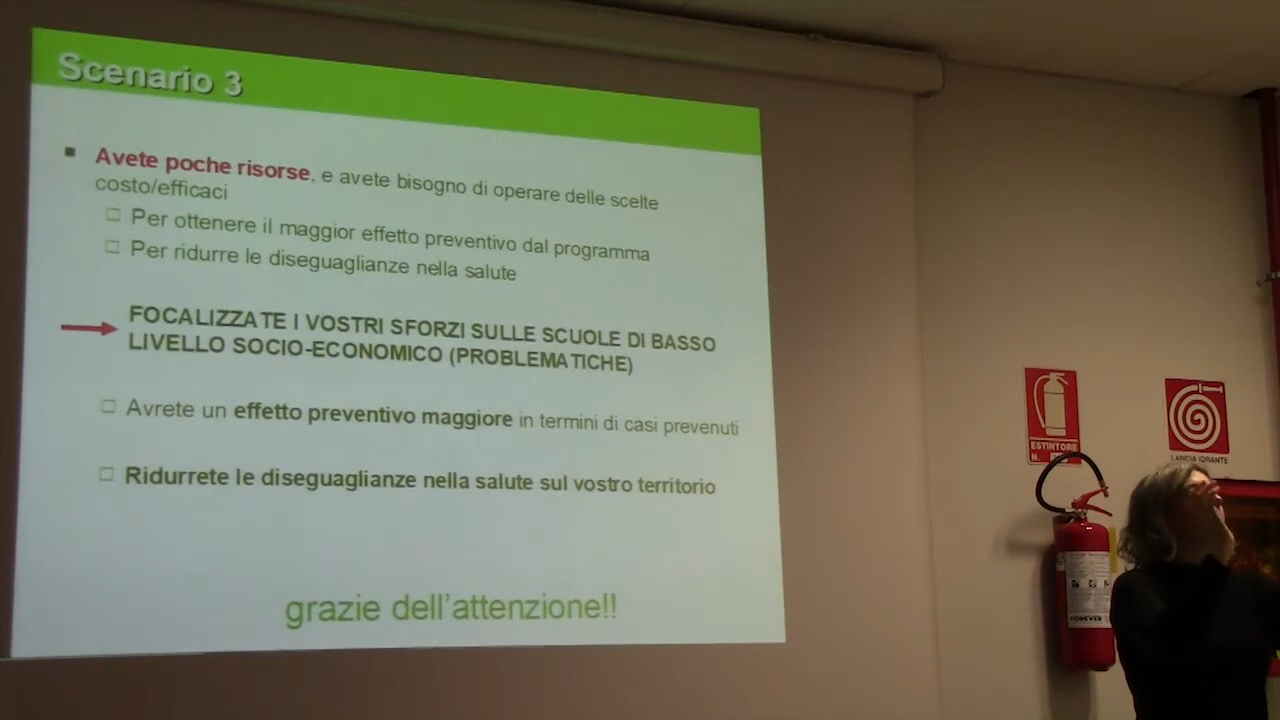 Scenario 3
Avete poche risorse, e avete bisogno di operare delle scelte
costo/efficaci
Per ottenere il maggior effetto preventivo dal programma
Per ridurre le diseguaglianze nella salute
FOCALIZZATE I VOSTRI SFORZI SULLE SCUOLE DI BASSO
LIVELLO SOCIO-ECONOMICO (PROBLEMATICHE)
Avrete un effetto preventivo maggiore in termini di casi prevenuti
Ridurrete le diseguaglianze nella salute sul vostro territorio
grazie dell'attenzione!!
ESTINTORE
N.
LANCIA IDRANTE
FOREVER